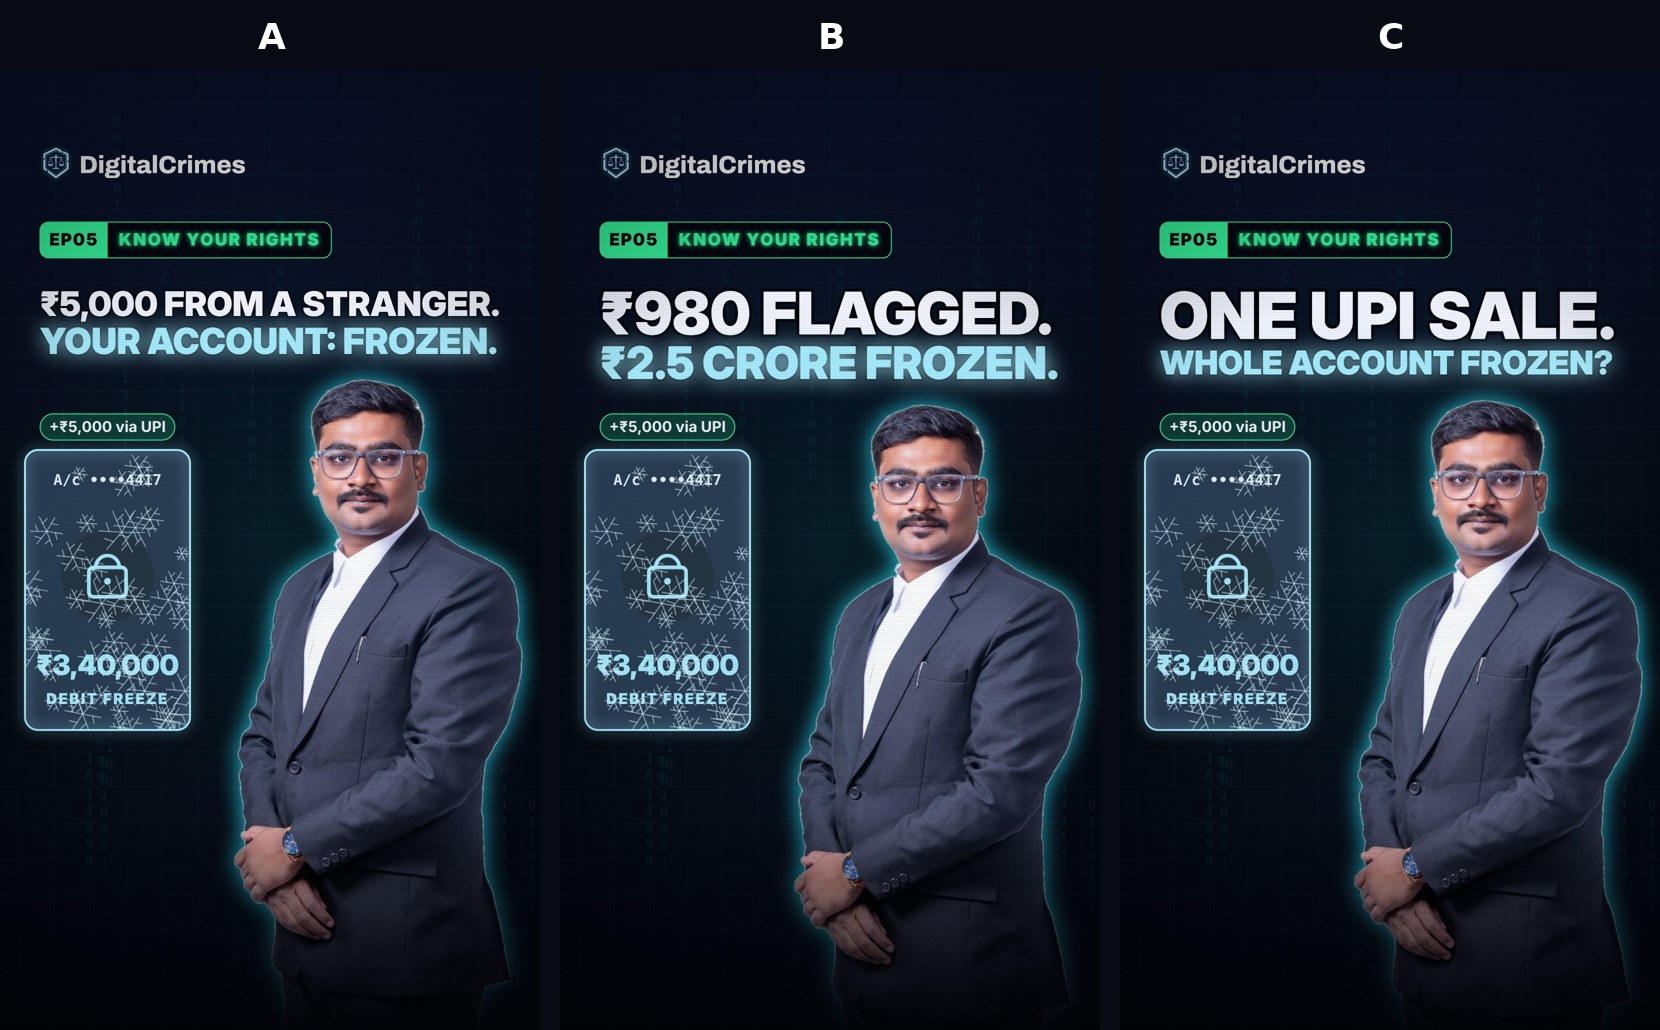 A
DigitalCrimes
EP05 KNOW YOUR RIGHTS
₹5,000 FROM A STRANGER.
YOUR ACCOUNT: FROZEN.
+₹5,000 via UPI
A/c ••••4417
₹3,40,000
DEBIT FREEZE
B
DigitalCrimes
EP05 KNOW YOUR RIGHTS
₹980 FLAGGED.
₹2.5 CRORE FROZEN.
+₹5,000 via UPI
A/c ••••4417
₹3,40,000
DEBIT FREEZE
C
DigitalCrimes
EP05 KNOW YOUR RIGHTS
ONE UPI SALE.
WHOLE ACCOUNT FROZEN?
+₹5,000 via UPI
A/c ••••4417
₹3,40,000
DEBIT FREEZE